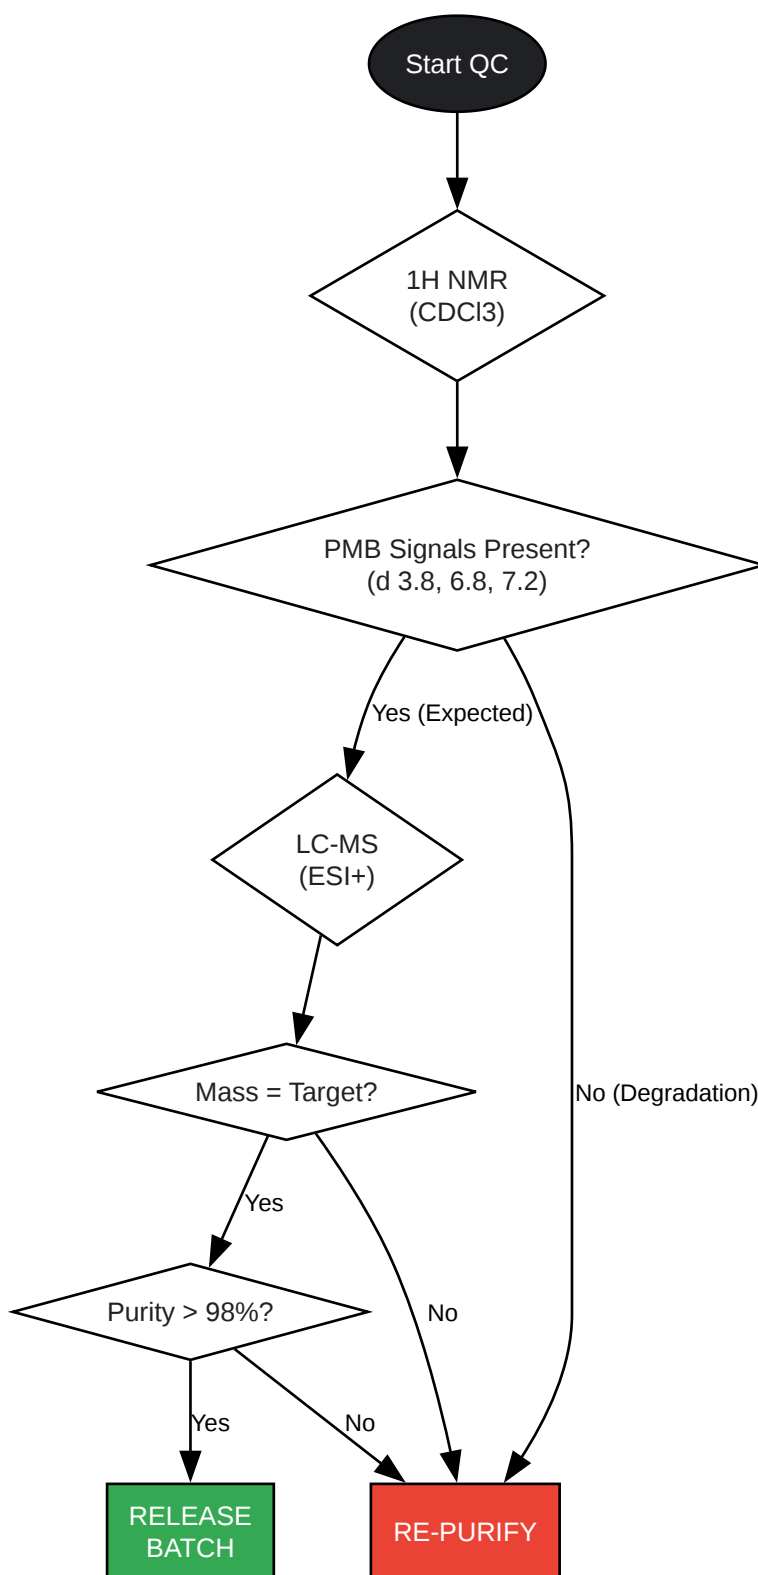 Start QC
1H NMR
(CDCl3)
PMB Signals Present?
(d 3.8, 6.8, 7.2)
Yes (Expected)
LC-MS
(ESI+)
No (Degradation)
Mass = Target?
Yes
Purity > 98%?
No
Yes
No
RELEASE
BATCH
RE-PURIFY